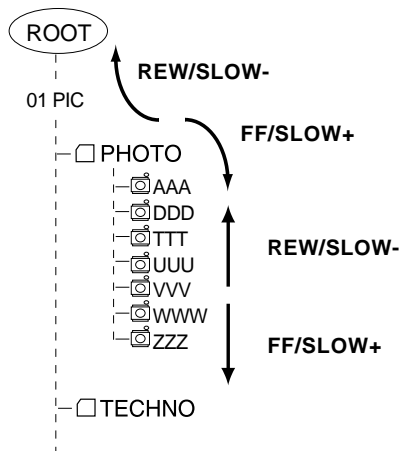 ROOT
REW/SLOW-
01 PIC
FF/SLOW+
PHOTO
AAA
DDD
TTT
UUU
VVV
WWW
ZZZ
REW/SLOW-
FF/SLOW+
TECHNO